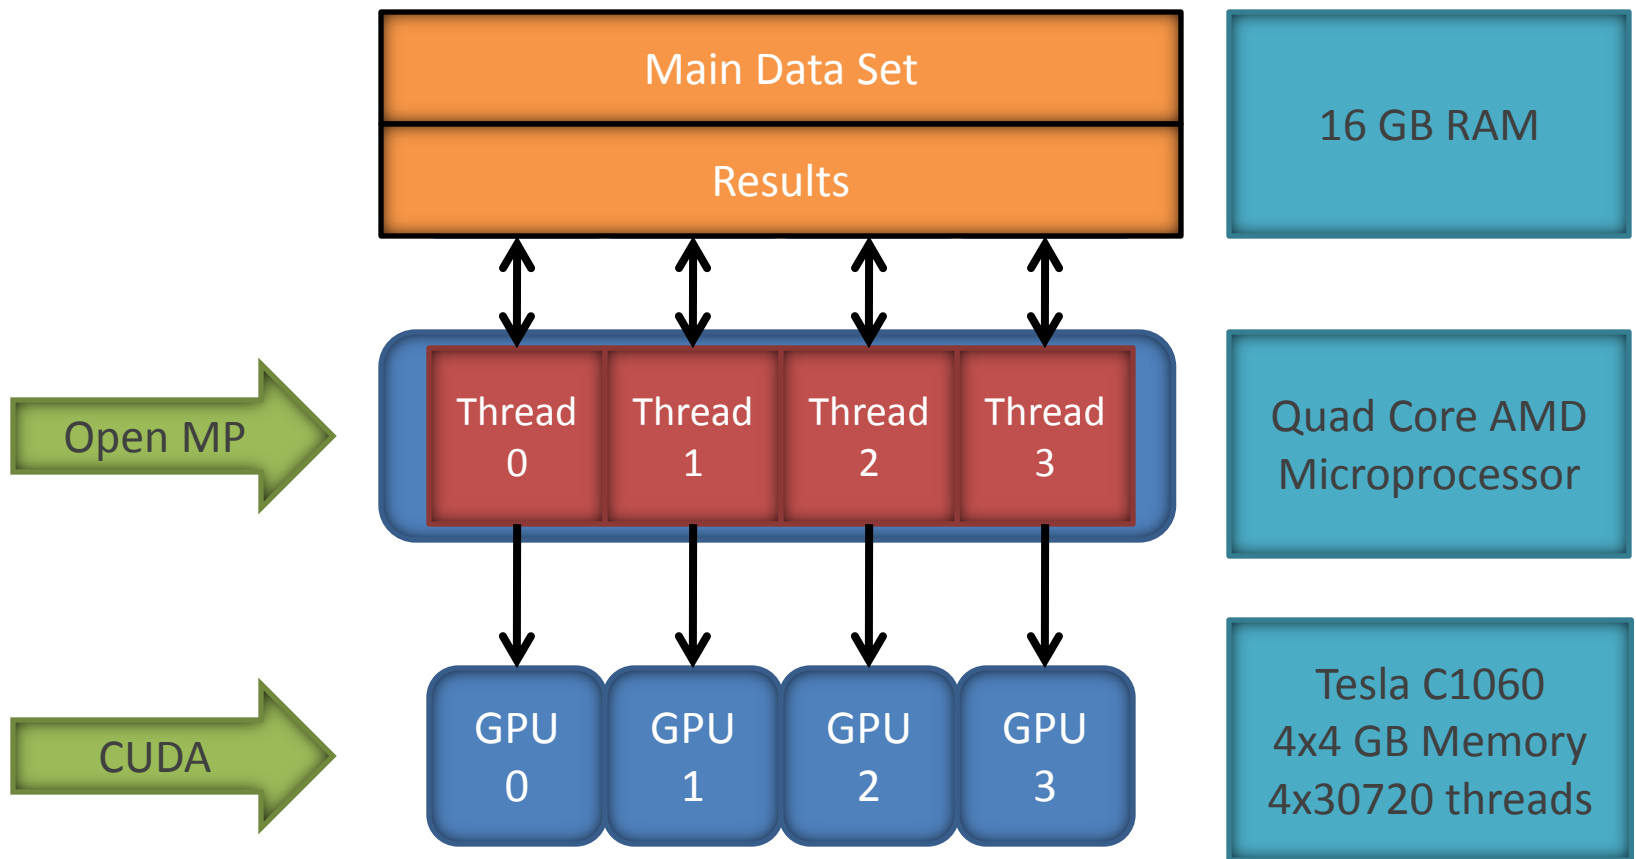 Main Data Set
16 GB RAM
Results
Open MP
Thread
0
Thread
1
Thread
2
Thread
3
Quad Core AMD
Microprocessor
CUDA
GPU
0
GPU
1
GPU
2
GPU
3
Tesla C1060
4x4 GB Memory
4x30720 threads